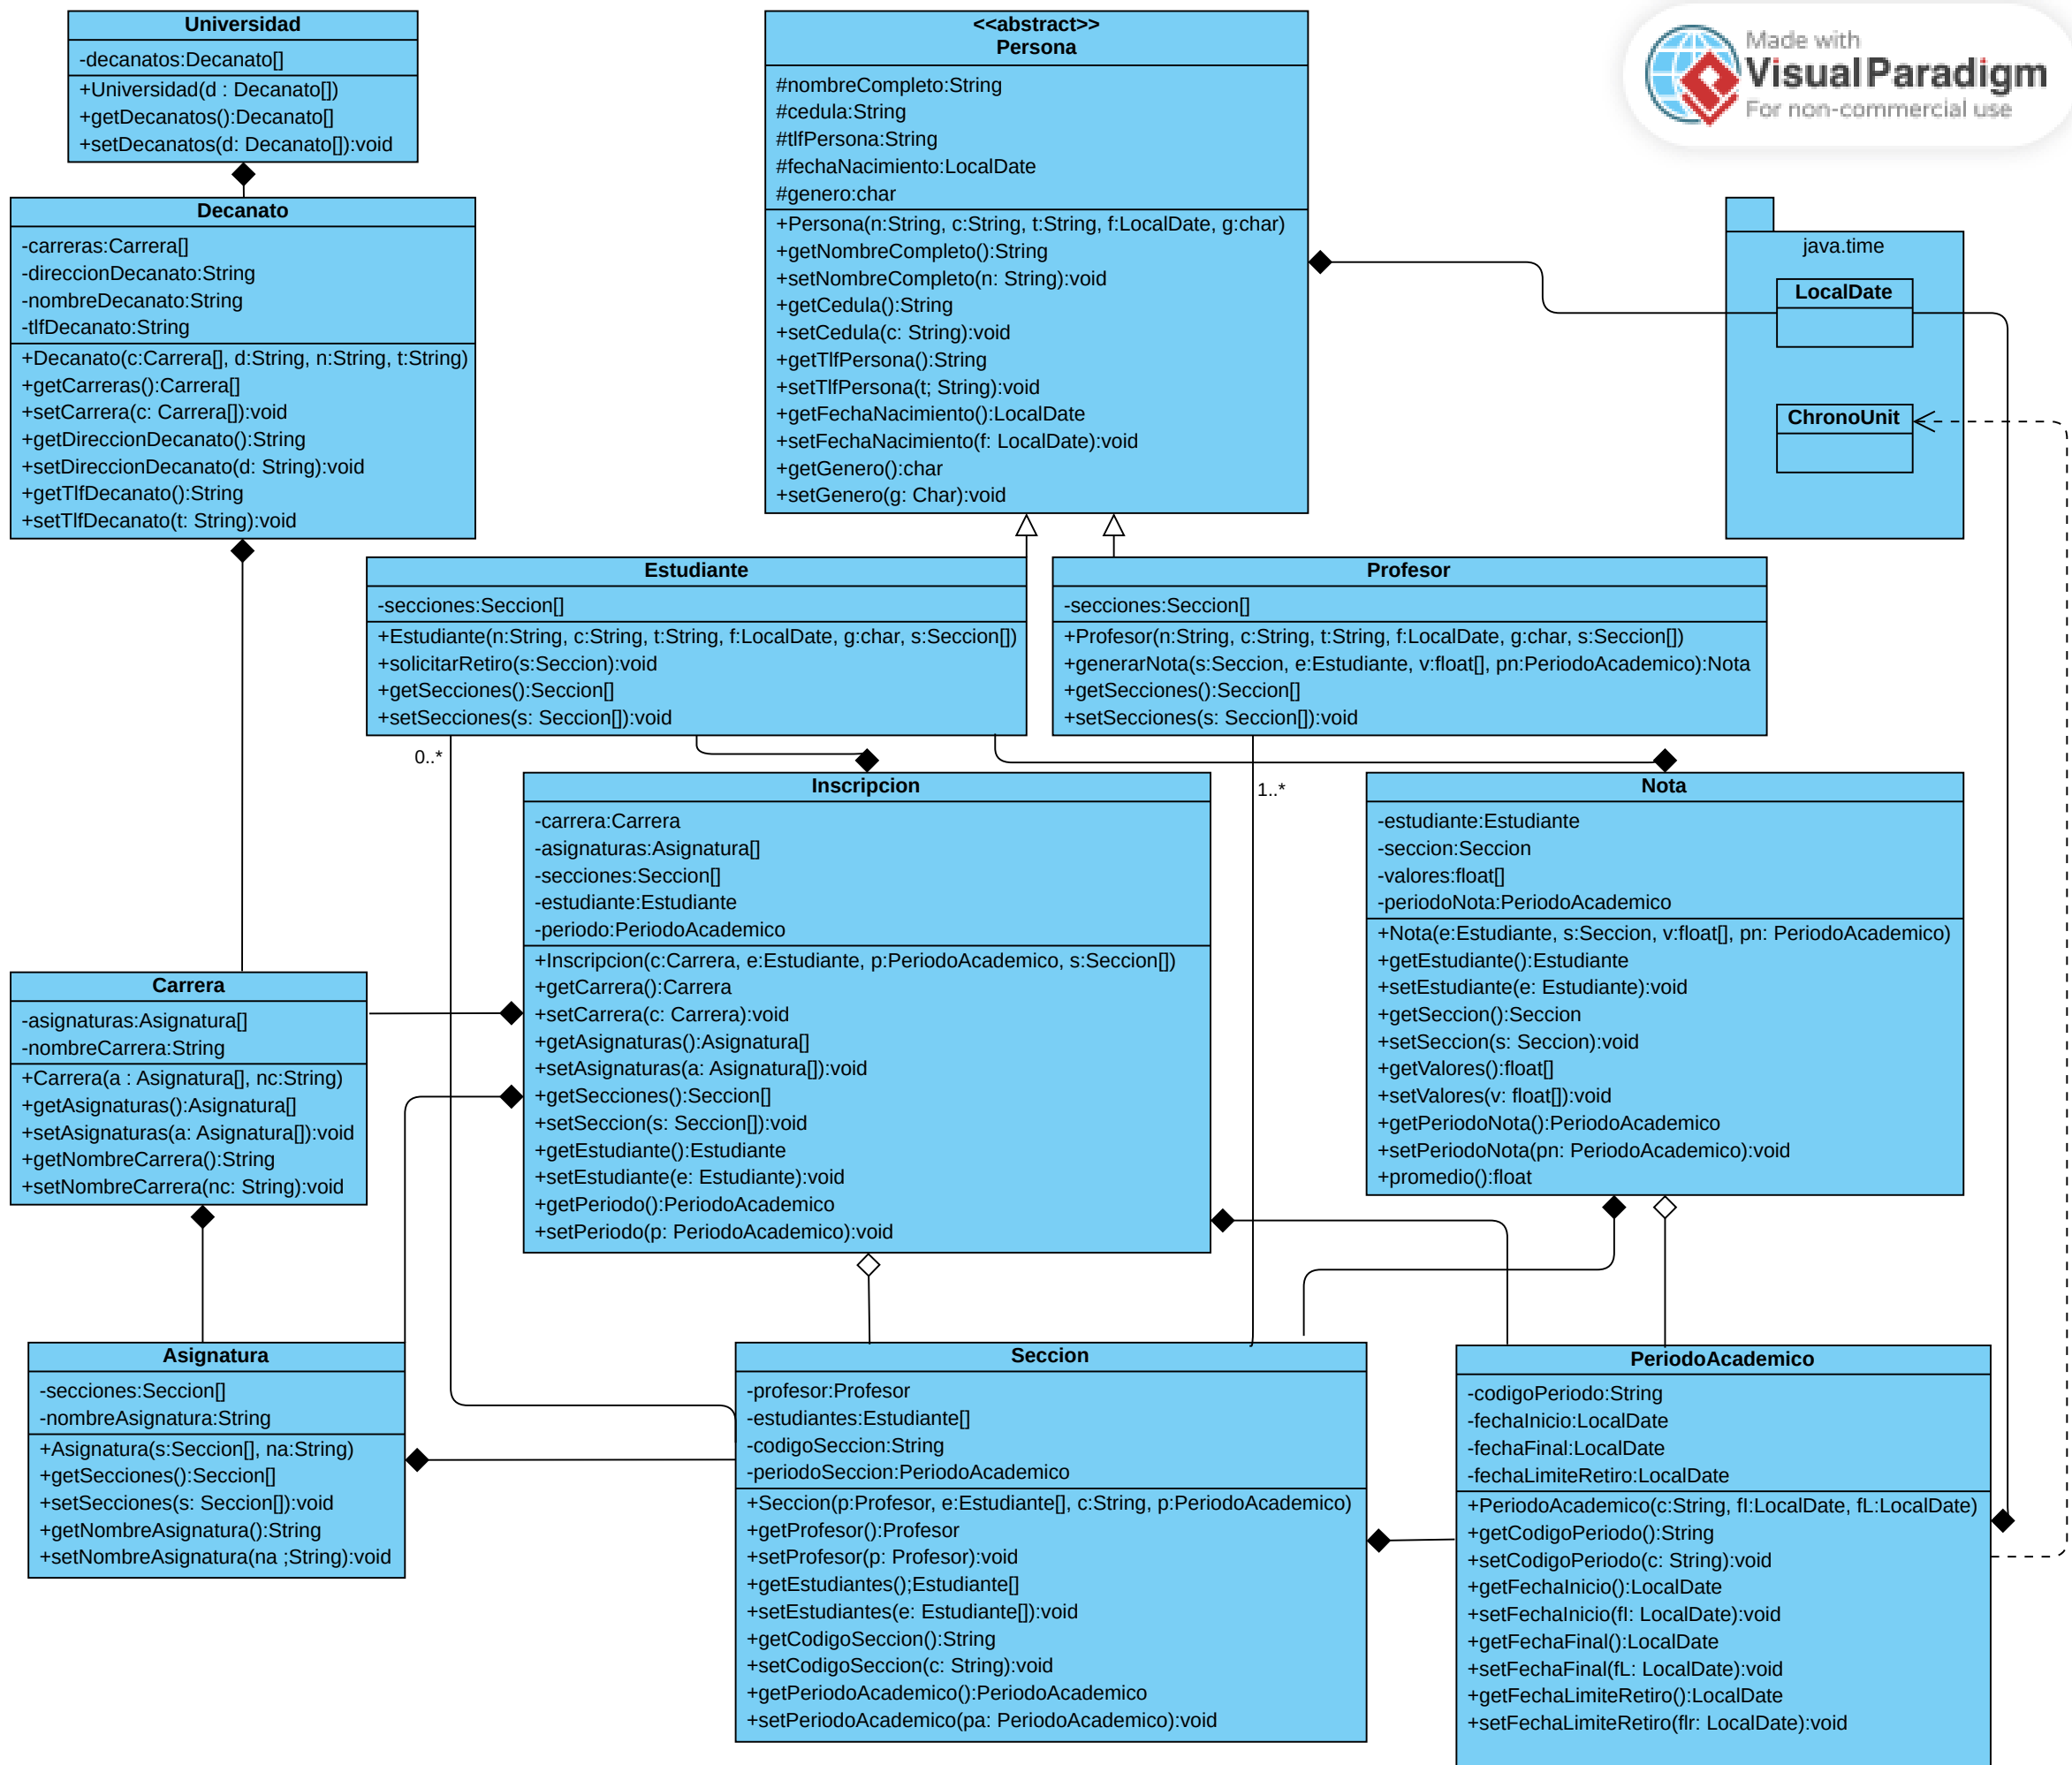 Universidad
-decanatos:Decanato[]
+Universidad(d : Decanato[])
+getDecanatos():Decanato[]
+setDecanatos(d: Decanato[]):void
<<abstract>>
Persona
#nombreCompleto:String
#cedula:String
#tlfPersona:String
#fechaNacimiento:LocalDate
#genero:char
+Persona(n:String, c:String, t:String, f:LocalDate, g:char)
+getNombreCompleto():String
+setNombreCompleto(n: String):void
+getCedula():String
+setCedula(c: String):void
+getTlfPersona():String
+setTlfPersona(t; String):void
+getFechaNacimiento():LocalDate
+setFechaNacimiento(f: LocalDate):void
+getGenero():char
+setGenero(g: Char):void
Made with
Visual Paradigm
For non-commercial use
Decanato
-carreras:Carrera[]
-direccionDecanato:String
-nombreDecanato:String
-tlfDecanato:String
+Decanato(c:Carrera[], d:String, n:String, t:String)
+getCarreras():Carrera[]
+setCarrera(c: Carrera[]):void
+getDireccionDecanato():String
+setDireccionDecanato(d: String):void
+getTlfDecanato():String
+setTlfDecanato(t: String):void
java.time
LocalDate
ChronoUnit
Estudiante
-secciones:Seccion[]
+Estudiante(n:String, c:String, t:String, f:LocalDate, g:char, s:Seccion[])
+solicitarRetiro(s:Seccion):void
+getSecciones():Seccion[]
+setSecciones(s: Seccion[]):void
Profesor
-secciones:Seccion[]
+Profesor(n:String, c:String, t:String, f:LocalDate, g:char, s:Seccion[])
+generarNota(s:Seccion, e:Estudiante, v:float[], pn:PeriodoAcademico):Nota
+getSecciones():Seccion[]
+setSecciones(s: Seccion[]):void
0..*
1..*
Inscripcion
-carrera:Carrera
-asignaturas:Asignatura[]
-secciones:Seccion[]
-estudiante:Estudiante
-periodo:PeriodoAcademico
+Inscripcion(c:Carrera, e:Estudiante, p:PeriodoAcademico, s:Seccion[])
+getCarrera():Carrera
+setCarrera(c: Carrera):void
+getAsignaturas():Asignatura[]
+setAsignaturas(a: Asignatura[]):void
+getSecciones():Seccion[]
+setSeccion(s: Seccion[]):void
+getEstudiante():Estudiante
+setEstudiante(e: Estudiante):void
+getPeriodo():PeriodoAcademico
+setPeriodo(p: PeriodoAcademico):void
Nota
-estudiante:Estudiante
-seccion:Seccion
-valores:float[]
-periodoNota:PeriodoAcademico
+Nota(e:Estudiante, s:Seccion, v:float[], pn: PeriodoAcademico)
+getEstudiante():Estudiante
+setEstudiante(e: Estudiante):void
+getSeccion():Seccion
+setSeccion(s: Seccion):void
+getValores():float[]
+setValores(v: float[]):void
+getPeriodoNota():PeriodoAcademico
+setPeriodoNota(pn: PeriodoAcademico):void
+promedio():float
Carrera
-asignaturas:Asignatura[]
-nombreCarrera:String
+Carrera(a : Asignatura[], nc:String)
+getAsignaturas():Asignatura[]
+setAsignaturas(a: Asignatura[]):void
+getNombreCarrera():String
+setNombreCarrera(nc: String):void
Asignatura
-secciones:Seccion[]
-nombreAsignatura:String
+Asignatura(s:Seccion[], na:String)
+getSecciones():Seccion[]
+setSecciones(s: Seccion[]):void
+getNombreAsignatura():String
+setNombreAsignatura(na ;String):void
Seccion
-profesor:Profesor
-estudiantes:Estudiante[]
-codigoSeccion:String
-periodoSeccion:PeriodoAcademico
+Seccion(p:Profesor, e:Estudiante[], c:String, p:PeriodoAcademico)
+getProfesor():Profesor
+setProfesor(p: Profesor):void
+getEstudiantes();Estudiante[]
+setEstudiantes(e: Estudiante[]):void
+getCodigoSeccion():String
+setCodigoSeccion(c: String):void
+getPeriodoAcademico():PeriodoAcademico
+setPeriodoAcademico(pa: PeriodoAcademico):void
PeriodoAcademico
-codigoPeriodo:String
-fechaInicio:LocalDate
-fechaFinal:LocalDate
-fechaLimiteRetiro:LocalDate
+PeriodoAcademico(c:String, fI:LocalDate, fL:LocalDate)
+getCodigoPeriodo():String
+setCodigoPeriodo(c: String):void
+getFechaInicio():LocalDate
+setFechaInicio(fI: LocalDate):void
+getFechaFinal():LocalDate
+setFechaFinal(fL: LocalDate):void
+getFechaLimiteRetiro():LocalDate
+setFechaLimiteRetiro(flr: LocalDate):void